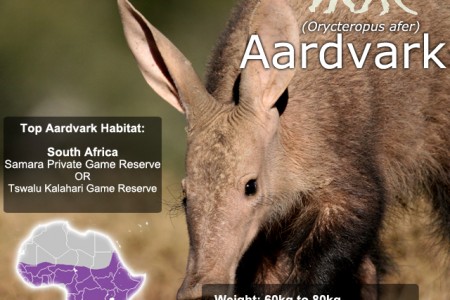 (Orycteropus afer)
Aardvark
Top Aardvark Habitat:
South Africa
Samara Private Game Reserve
OR
Tswalu Kalahari Game Reserve
Weight: 60kg to 80kg